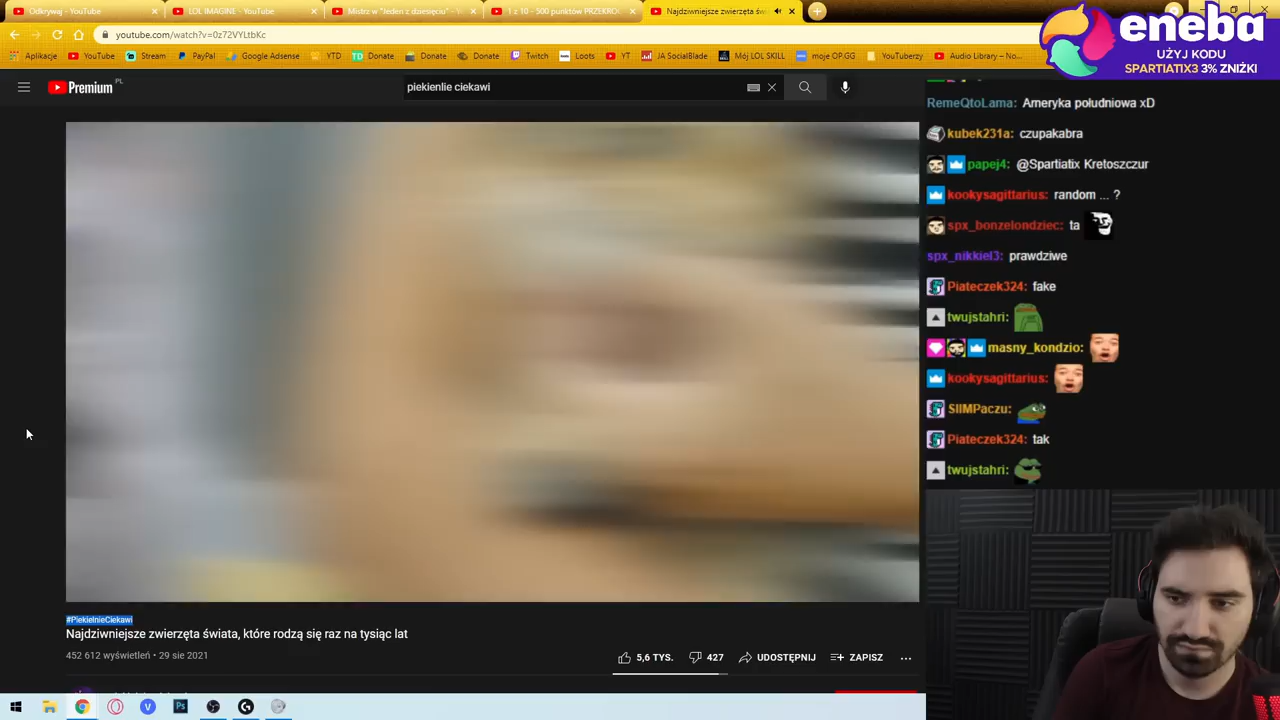 Odkrywaj - YouTube
LOL IMAGINE - YouTube
Mistrz w "Jeden z dziesięciu" - 
1 z 10 - 500 punktów PRZEKRO
Najdziwniejsze zwierzęta św
youtube.com/watch?v=0z72VYLtbKc
Aplikacje
YouTube
Stream
PayPal
Google Adsense
YTD
Donate
Donate
Donate
Twitch
Loots
YT
JA SocialBlade
Mój LOL SKILL
moje OP.GG
YouTuberzy
Audio Library – No...
eneba
UŻYJ KODU
SPARTIATIX3 3% ZNIŻKI
Premium PL
piekienlie ciekawi
RemeQtoLama: Ameryka południowa xD
kubek231a: czupakabra
papej4: @Spartiatix Kretoszczur
kookysagittarius: random ... ?
spx_bonzelondziec: ta
spx_nikkiel3: prawdziwe
Piateczek324: fake
twujstahri:
masny_kondzio:
kookysagittarius:
SlIMPaczu:
Piateczek324: tak
twujstahri:
#PiekielnieCiekawi
Najdziwniejsze zwierzęta świata, które rodzą się raz na tysiąc lat
452 612 wyświetleń • 29 sie 2021
5,6 TYS.
427
UDOSTĘPNIJ
ZAPISZ